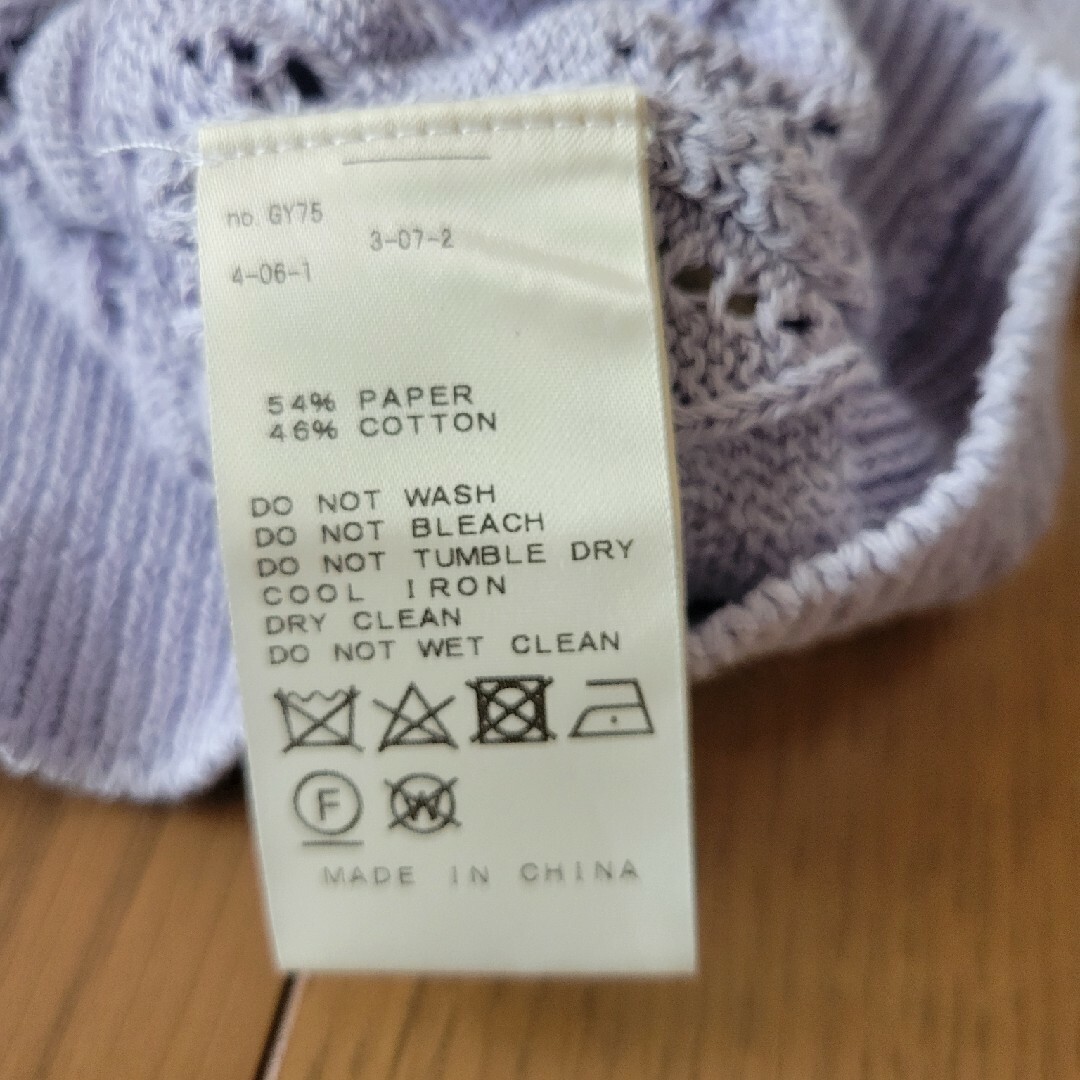 no. GY75
3-07-2
4-06-1
54% PAPER
46% COTTON
DO NOT WASH
DO NOT BLEACH
DO NOT TUMBLE DRY
COOL IRON
DRY CLEAN
DO NOT WET CLEAN
F W
MADE IN CHINA